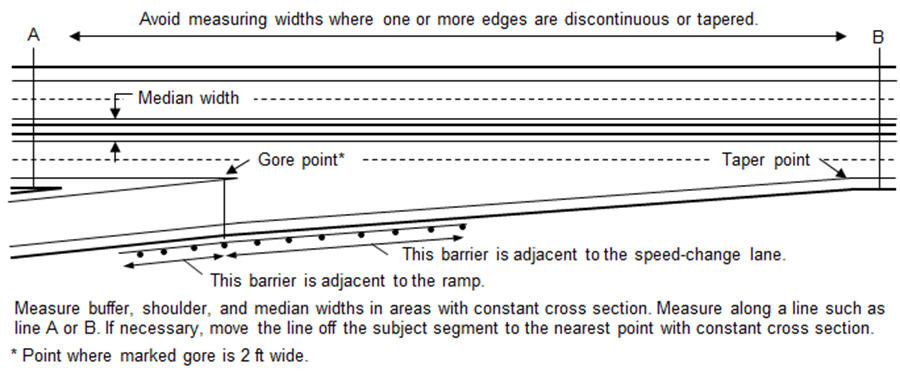 Avoid measuring widths where one or more edges are discontinuous or tapered.
A
B
Median width
Gore point*
Taper point
This barrier is adjacent to the speed-change lane.
This barrier is adjacent to the ramp.
Measure buffer, shoulder, and median widths in areas with constant cross section. Measure along a line such as
line A or B. If necessary, move the line off the subject segment to the nearest point with constant cross section.
* Point where marked gore is 2 ft wide.